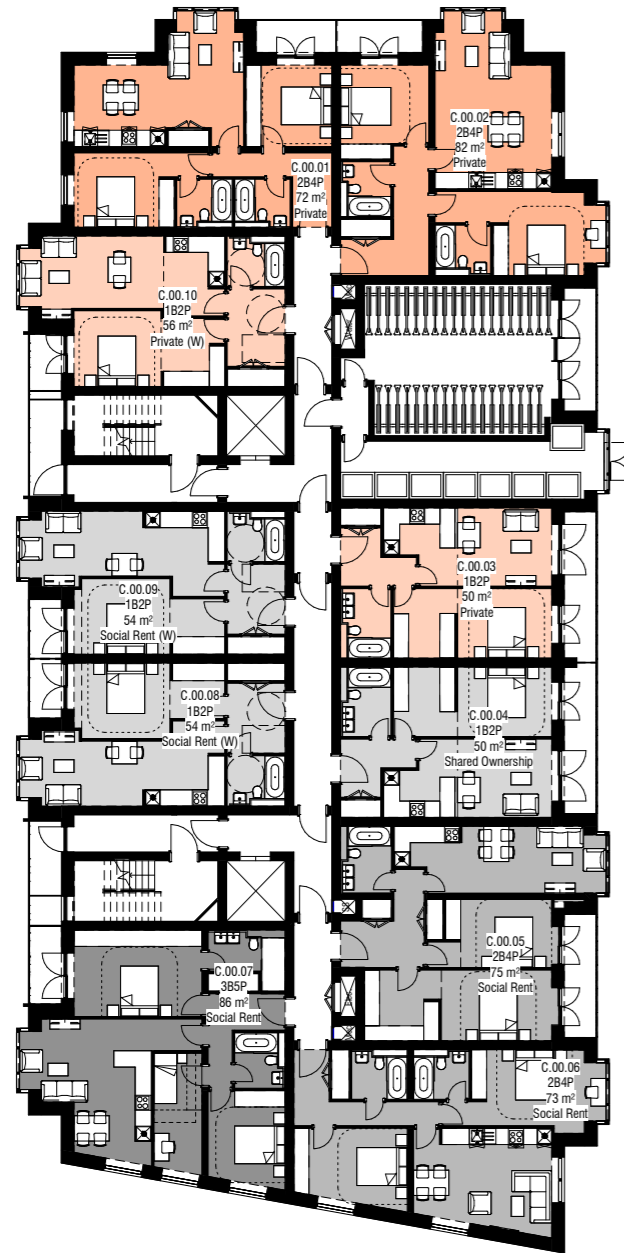 C.00.02
2B4P
82 m²
Private
C.00.01
2B4P
72 m²
Private
C.00.10
1B2P
56 m²
Private (W)
C.00.03
1B2P
50 m²
Private
C.00.09
1B2P
54 m²
Social Rent (W)
C.00.08
1B2P
54 m²
Social Rent (W)
C.00.04
1B2P
50 m²
Shared Ownership
C.00.05
2B4P
75 m²
Social Rent
C.00.07
3B5P
86 m²
Social Rent
C.00.06
2B4P
73 m²
Social Rent